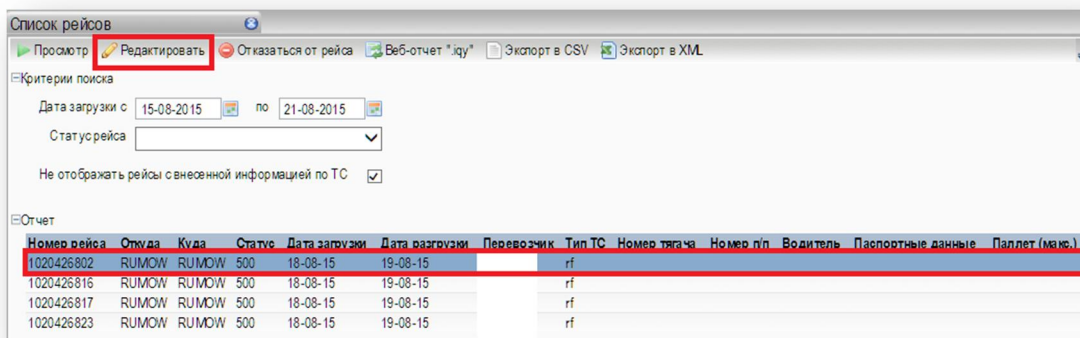 Список рейсов
Просмотр Редактировать Отказаться от рейса Веб-отчет ".iqy" Экспорт в CSV Экспорт в XML
Критерии поиска
Дата загрузки с 15-08-2015 по 21-08-2015
Статус рейса
Не отображать рейсы с внесенной информацией по ТС
Отчет
Номер рейса Откуда Куда Статус Дата загрузки Дата разгрузки Перевозчик Тип ТС Номер тягача Номер п/п Водитель Паспортные данные Паллет (макс.)
1020426802 RUMOW RUMOW 500 18-08-15 19-08-15 rf
1020426816 RUMOW RUMOW 500 18-08-15 19-08-15 rf
1020426817 RUMOW RUMOW 500 18-08-15 19-08-15 rf
1020426823 RUMOW RUMOW 500 18-08-15 19-08-15 rf